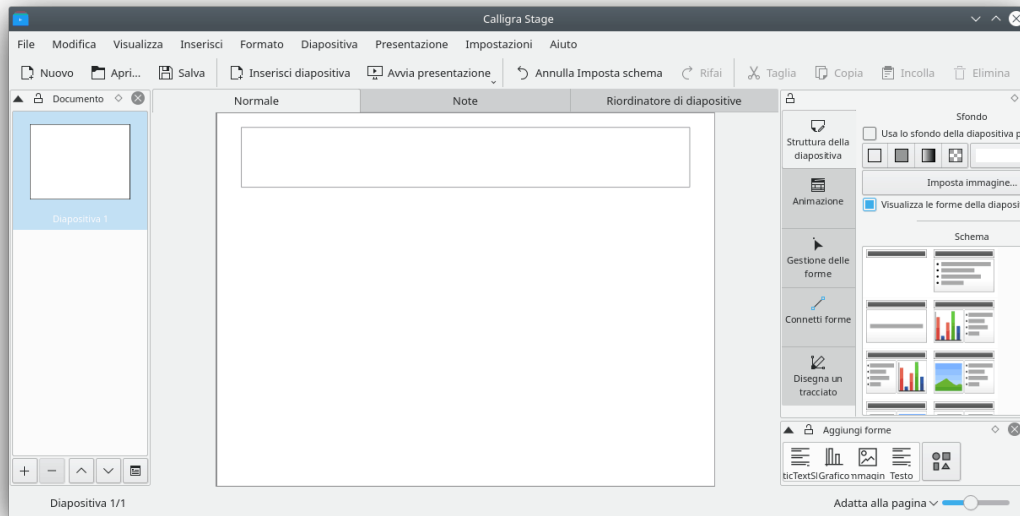 Calligra Stage
File Modifica Visualizza Inserisci Formato Diapositiva Presentazione Impostazioni Aiuto
Nuovo Apri... Salva Inserisci diapositiva Avvia presentazione Annulla Imposta schema Rifai Taglia Copia Incolla Elimina
Documento
Normale Note Riordinatore di diapositive
Diapositiva 1
Struttura della
diapositiva
Animazione
Gestione delle
forme
Connetti forme
Disegna un
tracciato
Sfondo
Usa lo sfondo della diapositiva p
Imposta immagine...
Visualizza le forme della diaposit
Schema
Aggiungi forme
ticTextSl Grafico mmagin Testo
Diapositiva 1/1
Adatta alla pagina